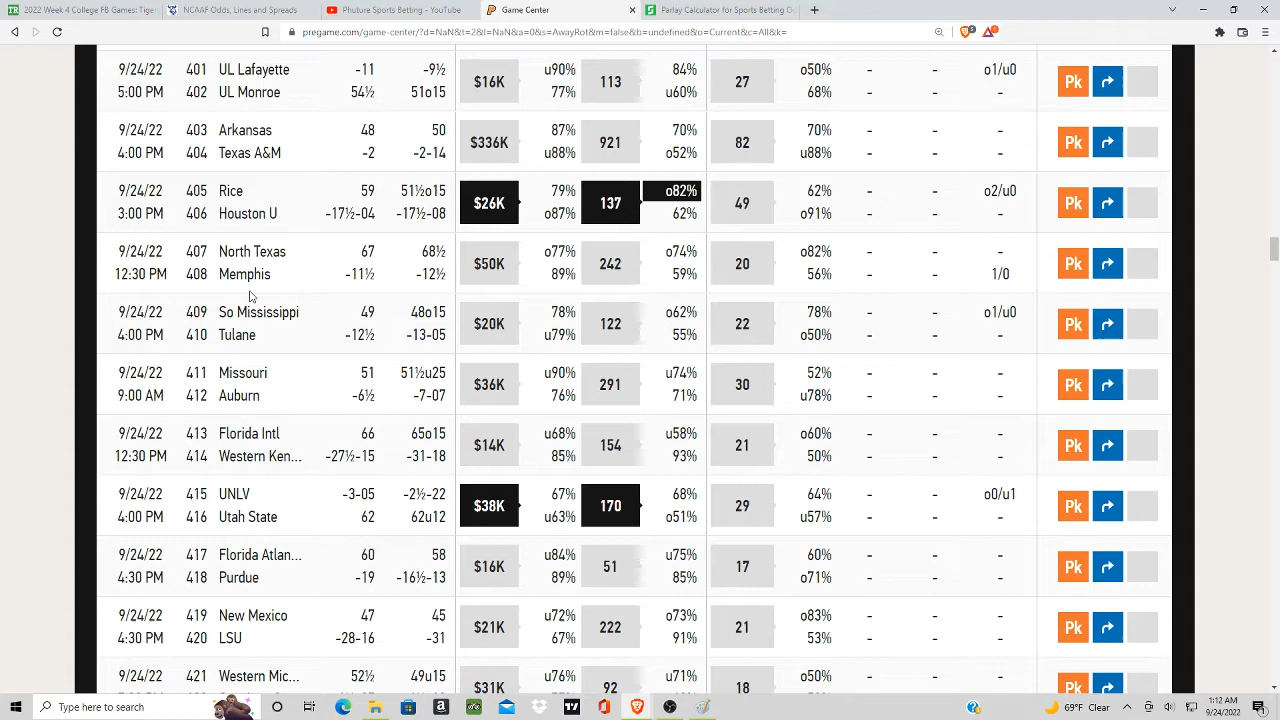 2022 Week 4 College FB Games: Target
NCAAF Odds, Lines and Spreads
Phuture Sports Betting - YouTube
Game Center
Parlay Calculator for Sports Betting Od
pregame.com/game-center/?d=NaN&t=2&l=NaN&a=0&s=AwayRot&m=false&b=undefined&o=Current&c=All&k=
9/24/22 401 UL Lafayette -11 -9½ u90% 84% o50% - - o1/u0
$16K 113 27 Pk
5:00 PM 402 UL Monroe 54½ 51o15 77% u60% 68% - - -
9/24/22 403 Arkansas 48 50 87% 70% 70% - - -
$336K 921 82 Pk
4:00 PM 404 Texas A&M -2 -2-14 u88% o52% u88% - - -
9/24/22 405 Rice 59 51½o15 79% o82% 62% - - o2/u0
$26K 137 49 Pk
3:00 PM 406 Houston U -17½-04 -17½-08 o87% 62% o91% - - -
9/24/22 407 North Texas 67 68½ o77% o74% o82% - - -
$50K 242 20 Pk
12:30 PM 408 Memphis -11½ -12½ 89% 59% 56% - - 1/0
9/24/22 409 So Mississippi 49 48o15 78% o62% 78% - - o1/u0
$20K 122 22 Pk
4:00 PM 410 Tulane -12½ -13-05 u79% 55% o50% - - -
9/24/22 411 Missouri 51 51½u25 u90% u74% 52% - - -
$36K 291 30 Pk
9:00 AM 412 Auburn -6½ -7-07 76% 71% u78% - - -
9/24/22 413 Florida Intl 66 65o15 u68% u58% o60% - - -
$14K 154 21 Pk
12:30 PM 414 Western Ken... -27½-15 -31-18 85% 93% 50% - - -
9/24/22 415 UNLV -3-05 -2½-22 67% 68% 64% - - o0/u1
$38K 170 29 Pk
4:00 PM 416 Utah State 62 62u12 u63% o51% u57% - - -
9/24/22 417 Florida Atlan... 60 58 u84% u75% 60% - - -
$16K 51 17 Pk
4:30 PM 418 Purdue -19 -16½-13 89% 85% o71% - - -
9/24/22 419 New Mexico 47 45 u72% o73% o83% - - -
$21K 222 21 Pk
4:30 PM 420 LSU -28-16 -31 67% 91% 53% - - -
9/24/22 421 Western Mic... 52½ 49u15 u76% u71% o50% - - -
$31K 92 18 Pk
Type here to search
69°F Clear
1:12 AM
9/24/2022